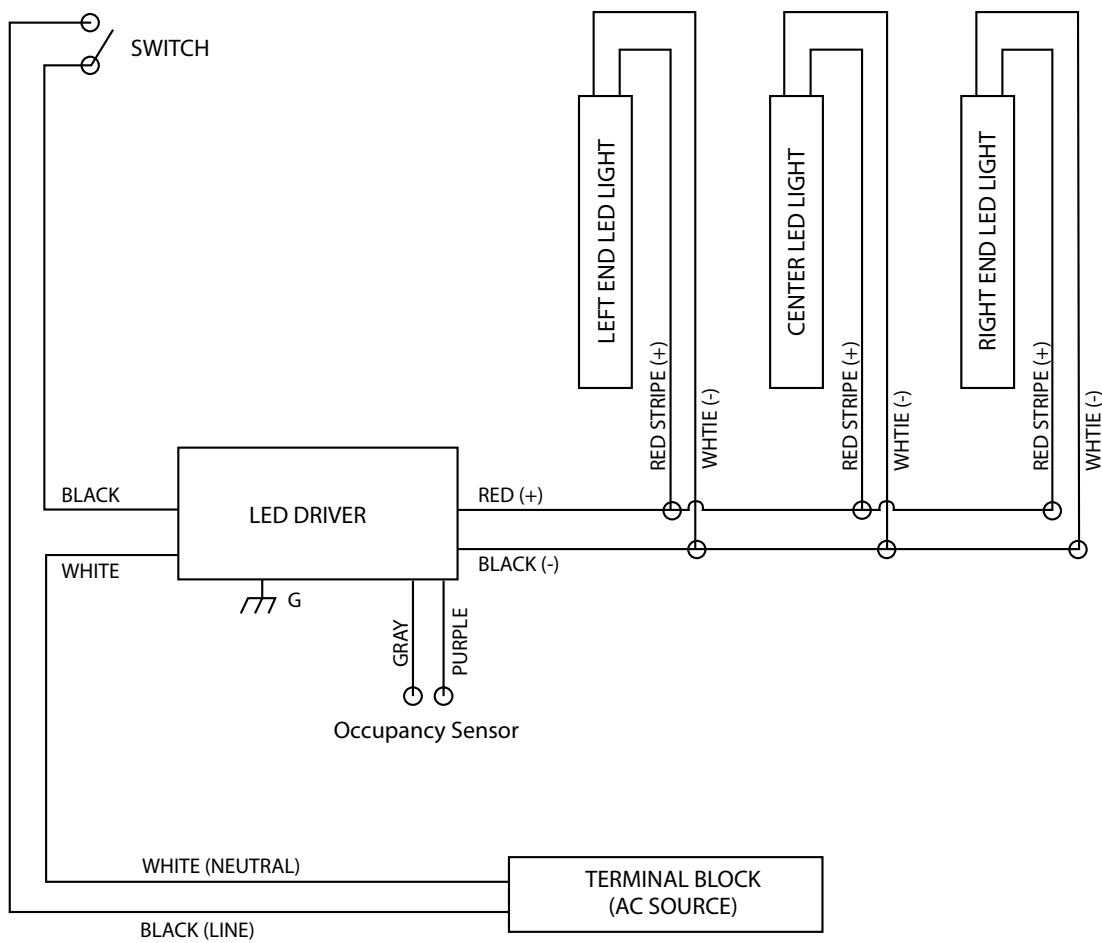 SWITCH
LEFT END LED LIGHT
CENTER LED LIGHT
RIGHT END LED LIGHT
RED STRIPE (+)
WHTIE (-)
RED STRIPE (+)
WHTIE (-)
RED STRIPE (+)
WHTIE (-)
BLACK
LED DRIVER
RED (+)
WHITE
BLACK (-)
G
GRAY
PURPLE
Occupancy Sensor
WHITE (NEUTRAL)
TERMINAL BLOCK
(AC SOURCE)
BLACK (LINE)